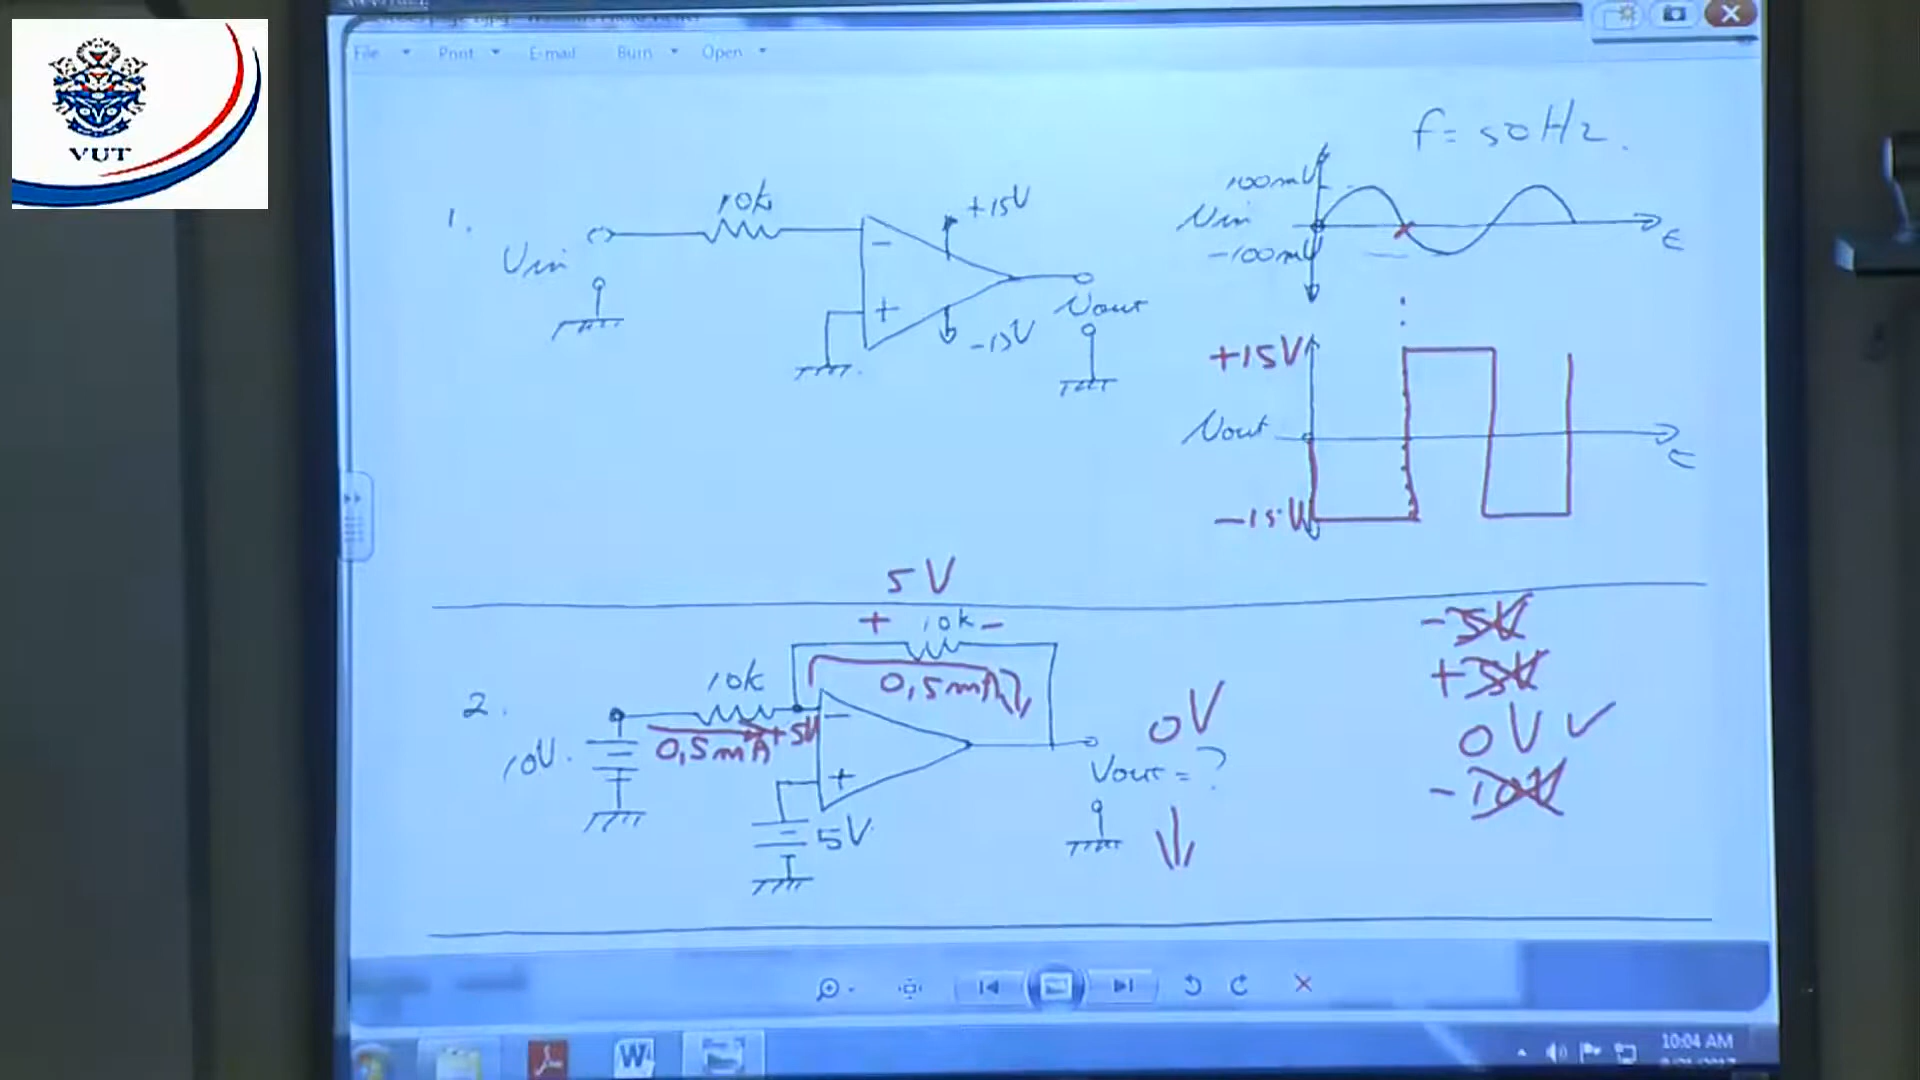 VUT
File Print E-mail Burn Open
f = 50Hz.
1.
Vin
10k
+15V
-15V
-
+
Vout
100mV
Vin
-100mV
t
+15V
Vout
t
-15V
5V
+ 10k -
0,5mA
2.
10k
10V.
0,5mA
+5V
-
+
5V
0V
Vout = ?
-5V
+5V
0V ✓
-10V
10:04 AM